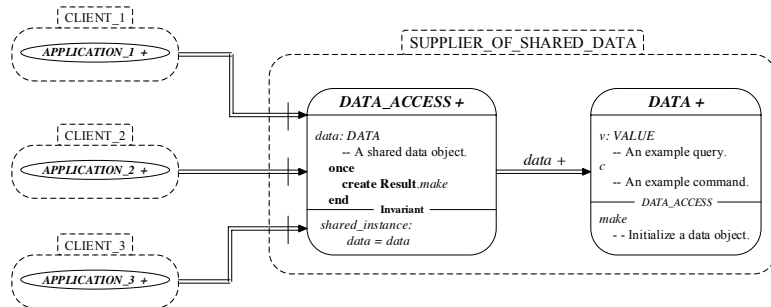 CLIENT_1
APPLICATION_1 +
CLIENT_2
APPLICATION_2 +
CLIENT_3
APPLICATION_3 +
SUPPLIER_OF_SHARED_DATA
DATA_ACCESS +
data: DATA
-- A shared data object.
once
create Result.make
end
Invariant
shared_instance:
data = data
data +
DATA +
v: VALUE
-- An example query.
c
-- An example command.
DATA_ACCESS
make
- - Initialize a data object.